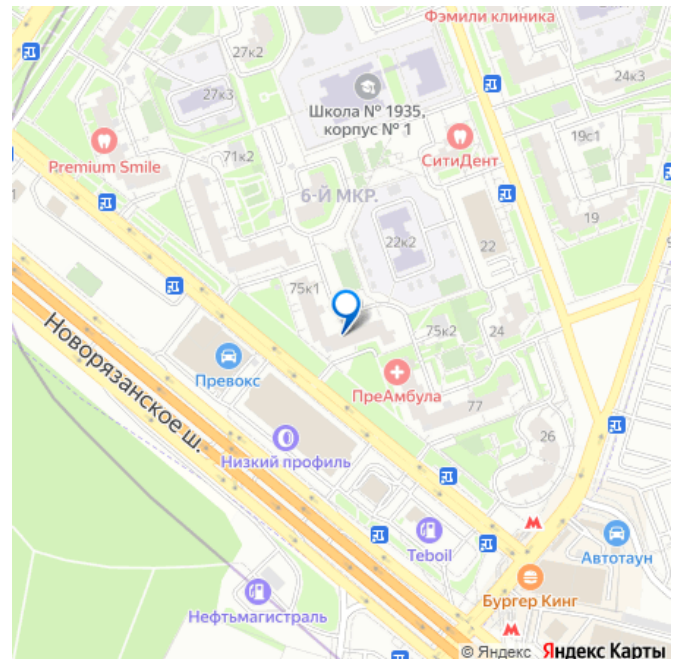 Фэмили клиника
27к2
24к3
27к3
Школа № 1935,
корпус № 1
19с1
СитиДент
Premium Smile
71к2
6-Й МКР.
19
22
22к2
75к1
75к2
24
Новорязанское ш.
Превокс
ПреАмбула
77
26
Низкий профиль
Teboil
Автотаун
Бургер Кинг
Нефтьмагистраль
© Яндекс Яндекс Карты